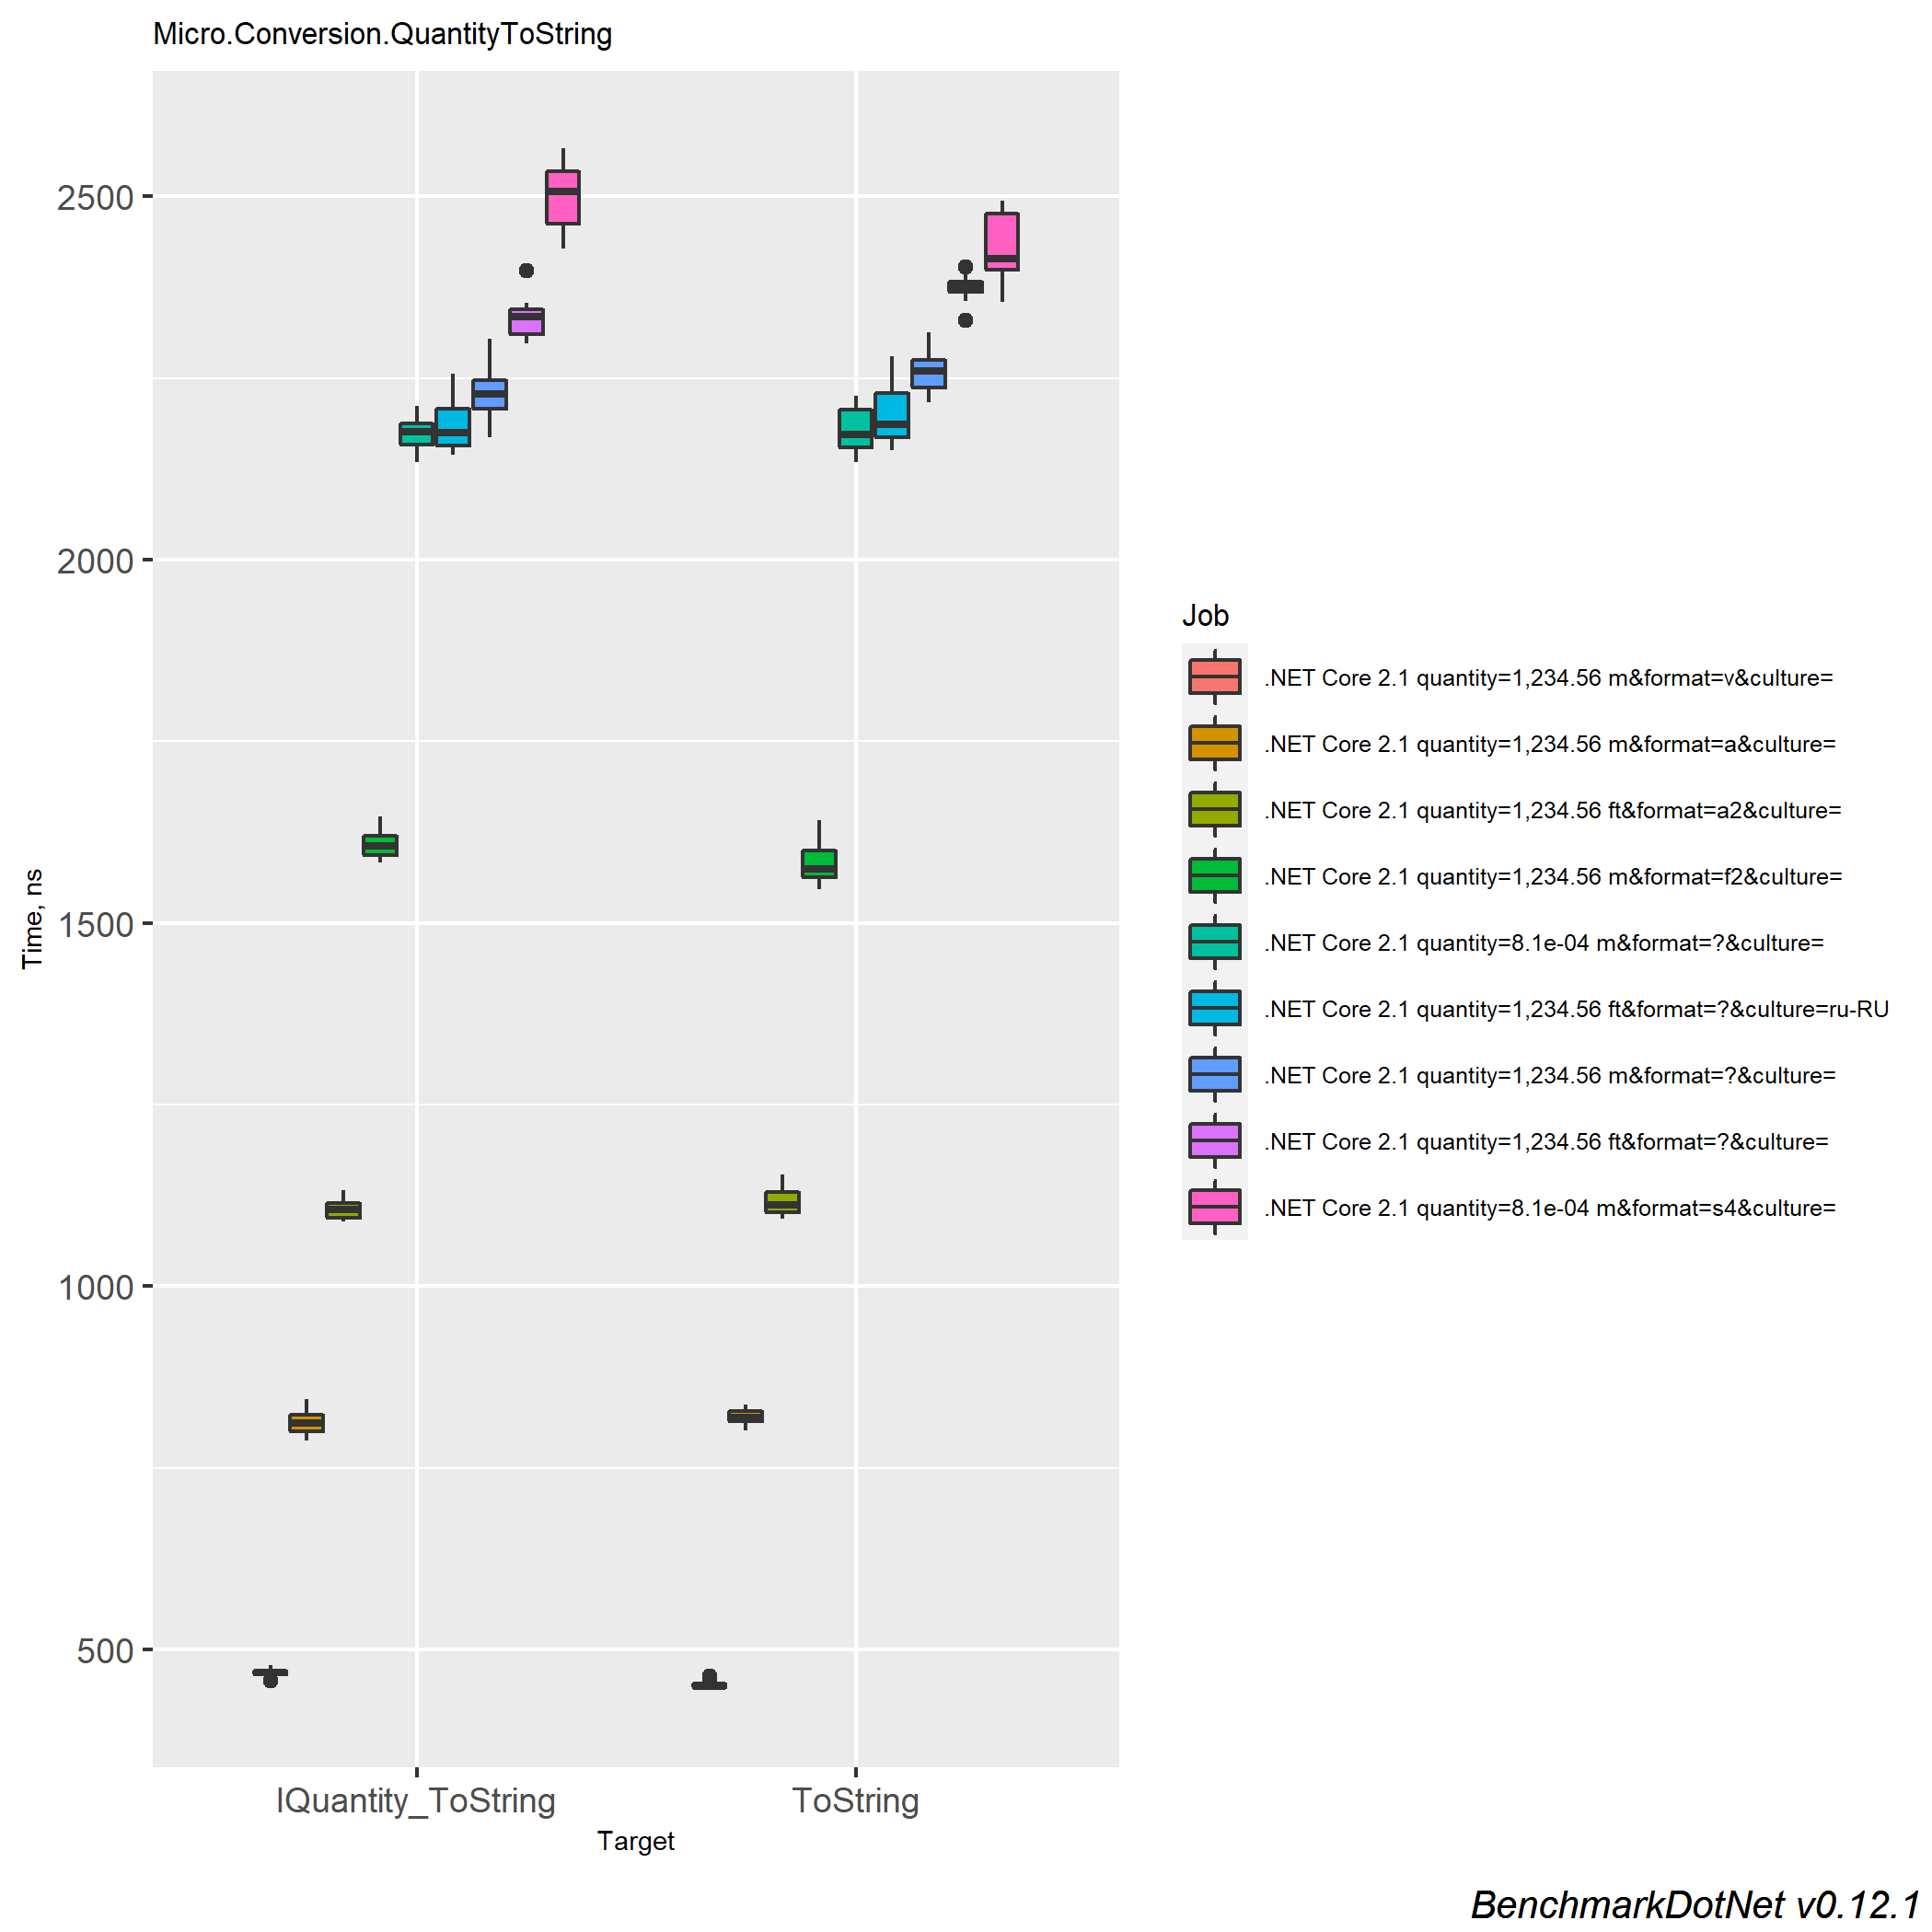 Micro.Conversion.QuantityToString
2500
2000
1500
1000
500
Time, ns
IQuantity_ToString
ToString
Target
Job
.NET Core 2.1 quantity=1,234.56 m&format=v&culture=
.NET Core 2.1 quantity=1,234.56 m&format=a&culture=
.NET Core 2.1 quantity=1,234.56 ft&format=a2&culture=
.NET Core 2.1 quantity=1,234.56 m&format=f2&culture=
.NET Core 2.1 quantity=8.1e-04 m&format=?&culture=
.NET Core 2.1 quantity=1,234.56 ft&format=?&culture=ru-RU
.NET Core 2.1 quantity=1,234.56 m&format=?&culture=
.NET Core 2.1 quantity=1,234.56 ft&format=?&culture=
.NET Core 2.1 quantity=8.1e-04 m&format=s4&culture=
BenchmarkDotNet v0.12.1